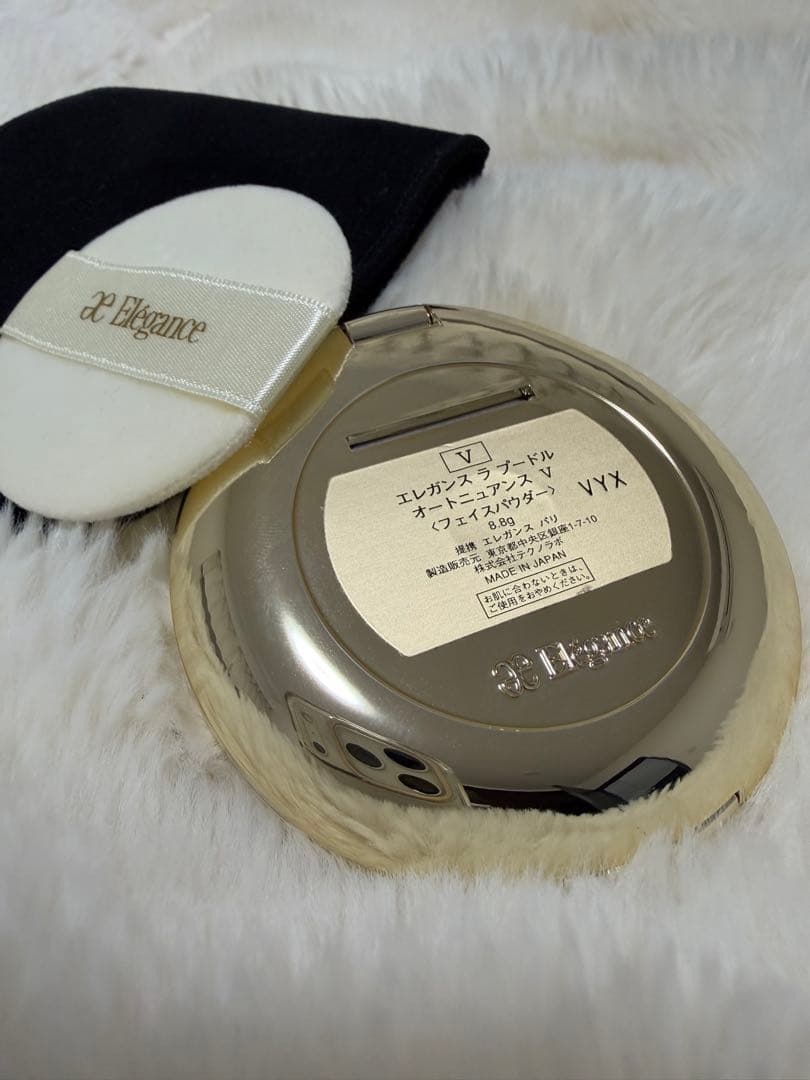 Æ Elégance
V
エレガンス ラ プードル
オートニュアンス V
〈フェイスパウダー〉 VYX
8.8g
提携 エレガンス パリ
製造販売元 東京都中央区銀座1-7-10
株式会社テクノラボ
MADE IN JAPAN
お肌に合わないときは、
ご使用をおやめください。
Æ Elégance